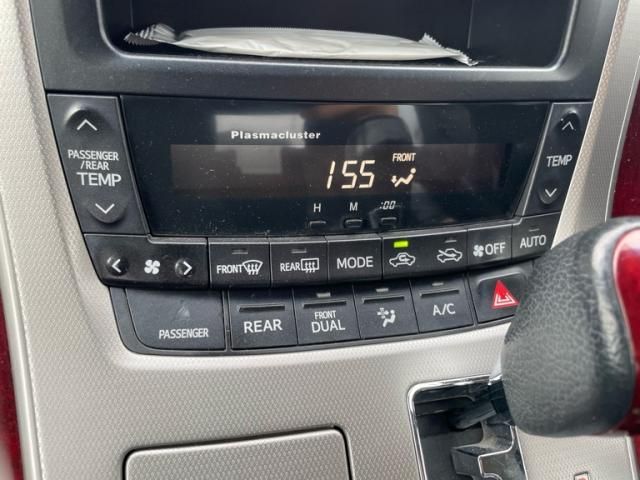 Plasmacluster
PASSENGER
/REAR
TEMP
155
FRONT
TEMP
H M :00
FRONT REAR MODE OFF AUTO
PASSENGER REAR FRONT
DUAL A/C